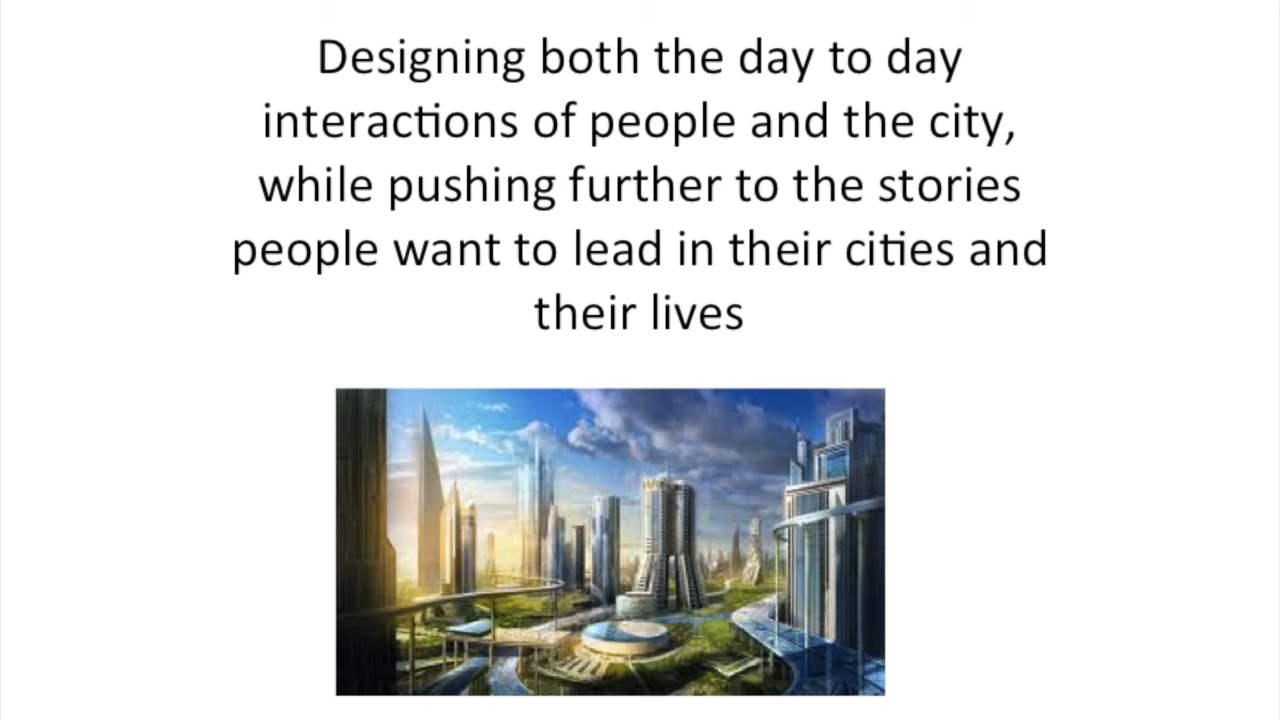 Designing both the day to day
interactions of people and the city,
while pushing further to the stories
people want to lead in their cities and
their lives